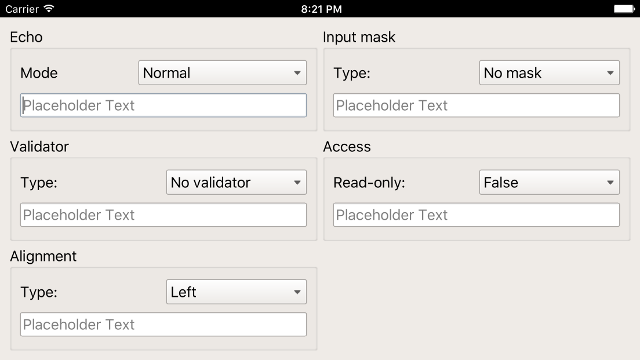 Carrier 8:21 PM
Echo
Mode Normal
Placeholder Text
Input mask
Type: No mask
Placeholder Text
Validator
Type: No validator
Placeholder Text
Access
Read-only: False
Placeholder Text
Alignment
Type: Left
Placeholder Text